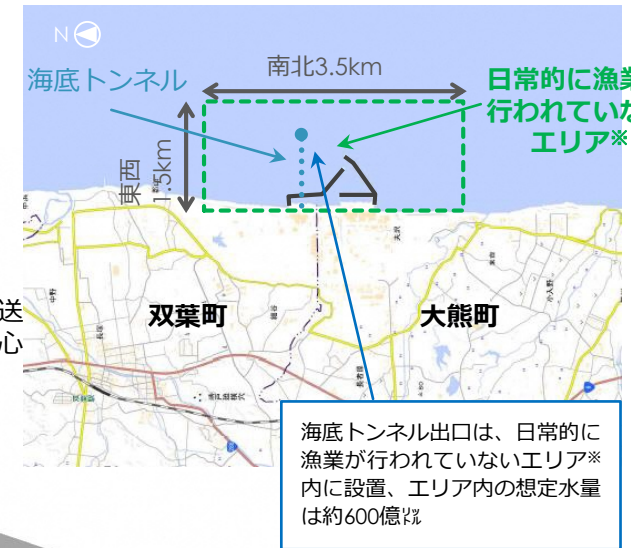 N
海底トンネル
南北3.5km
日常的に漁業
行われていな
エリア※
東西
1.5km
送
心
双葉町
大熊町
海底トンネル出口は、日常的に
漁業が行われていないエリア※
内に設置、エリア内の想定水量
は約600億㍑